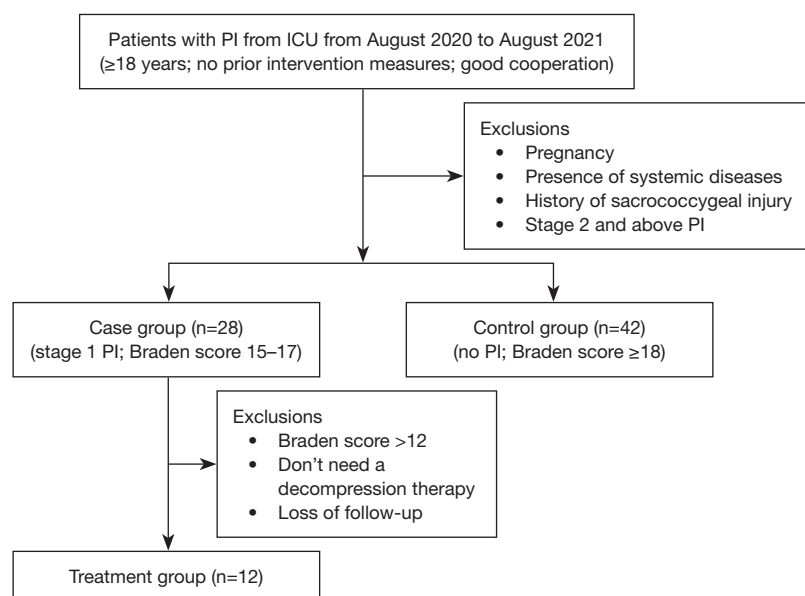 Patients with PI from ICU from August 2020 to August 2021
(≥18 years; no prior intervention measures; good cooperation)
Exclusions
• Pregnancy
• Presence of systemic diseases
• History of sacrococcygeal injury
• Stage 2 and above PI
Case group (n=28)
(stage 1 PI; Braden score 15–17)
Control group (n=42)
(no PI; Braden score ≥18)
Exclusions
• Braden score >12
• Don't need a
decompression therapy
• Loss of follow-up
Treatment group (n=12)